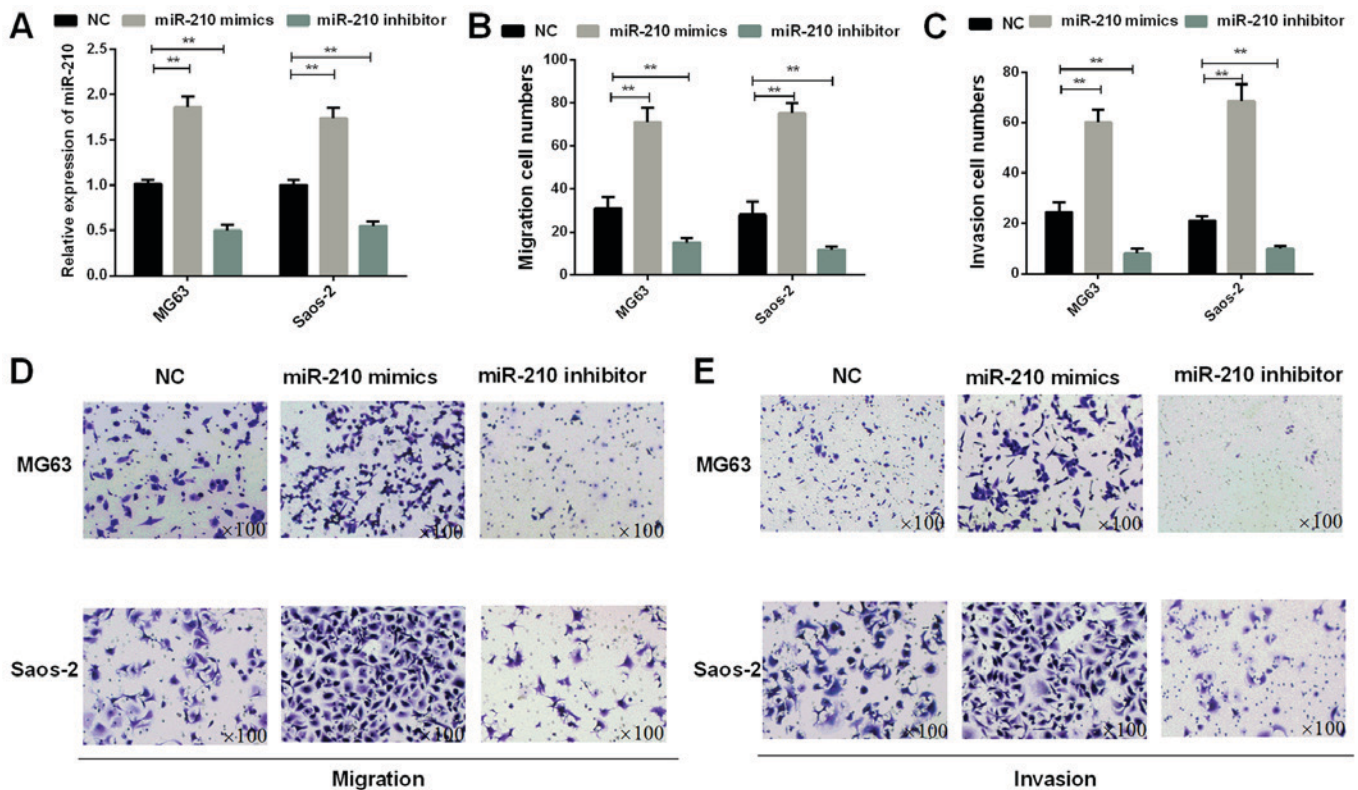 A
NC miR-210 mimics miR-210 inhibitor
Relative expression of miR-210
2.5
2.0
1.5
1.0
0.5
0.0
**
**
**
**
MG63
Saos-2
B
NC miR-210 mimics miR-210 inhibitor
Migration cell numbers
100
80
60
40
20
0
**
**
**
**
MG63
Saos-2
C
NC miR-210 mimics miR-210 inhibitor
Invasion cell numbers
80
60
40
20
0
**
**
**
**
MG63
Saos-2
D
NC miR-210 mimics miR-210 inhibitor
MG63
×100 ×100 ×100
Saos-2
×100 ×100 ×100
Migration
E
NC miR-210 mimics miR-210 inhibitor
MG63
×100 ×100 ×100
Saos-2
×100 ×100 ×100
Invasion